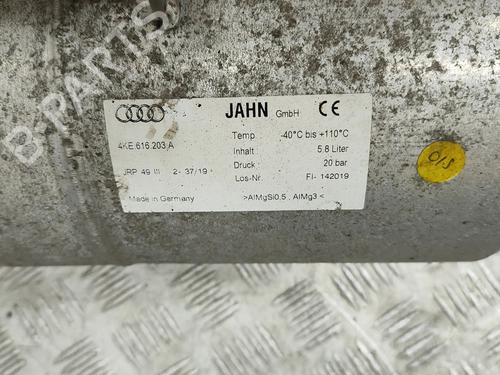 B-PARTS
JAHN GmbH CE
4KE 616 203 A
Temp. -40°C bis +110°C
Inhalt : 5,8 Liter
JRP 49 III 2- 37/19
Druck : 20 bar
Los-Nr. FI- 142019
Made in Germany >AlMgSi0,5 , AlMg3<
S/O